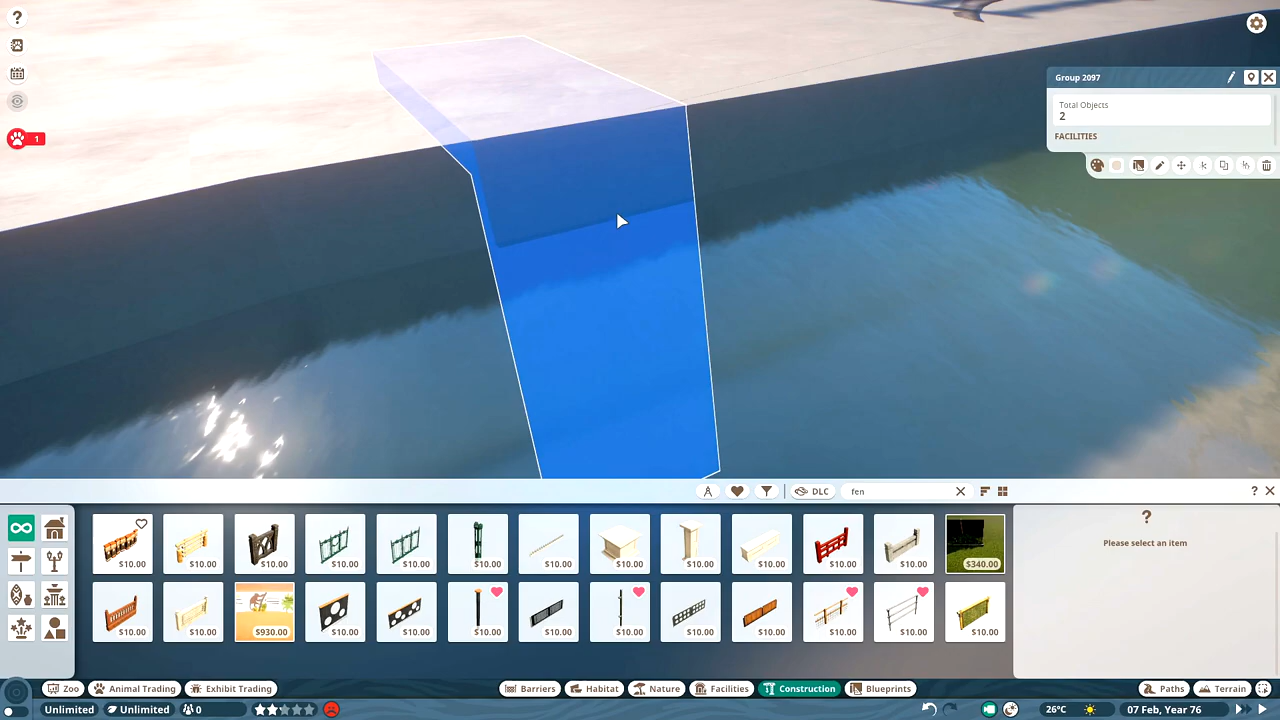 ?
1
Group 2097
Total Objects
2
FACILITIES
DLC
fen
?
$10.00 $10.00 $10.00 $10.00 $10.00 $10.00 $10.00 $10.00 $10.00 $10.00 $10.00 $10.00 $340.00
$10.00 $10.00 $930.00 $10.00 $10.00 $10.00 $10.00 $10.00 $10.00 $10.00 $10.00 $10.00 $10.00
?
Please select an item
Zoo Animal Trading Exhibit Trading Barriers Habitat Nature Facilities Construction Blueprints Paths Terrain
Unlimited Unlimited 0 26°C 07 Feb, Year 76